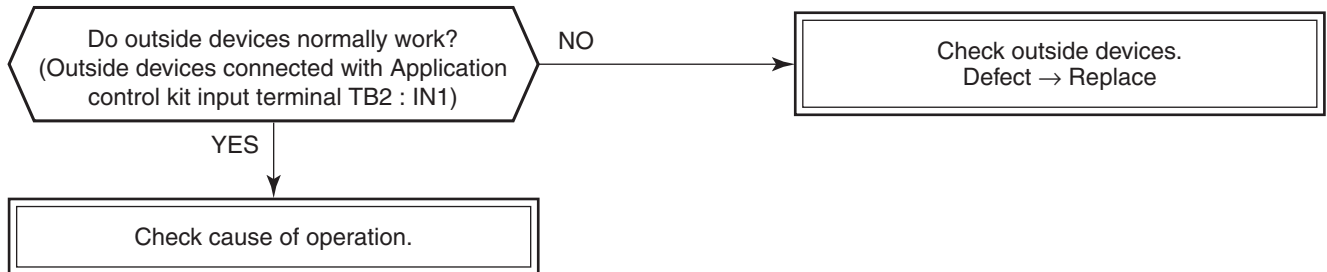 Do outside devices normally work?
(Outside devices connected with Application
control kit input terminal TB2 : IN1)
NO
Check outside devices.
Defect → Replace
YES
Check cause of operation.